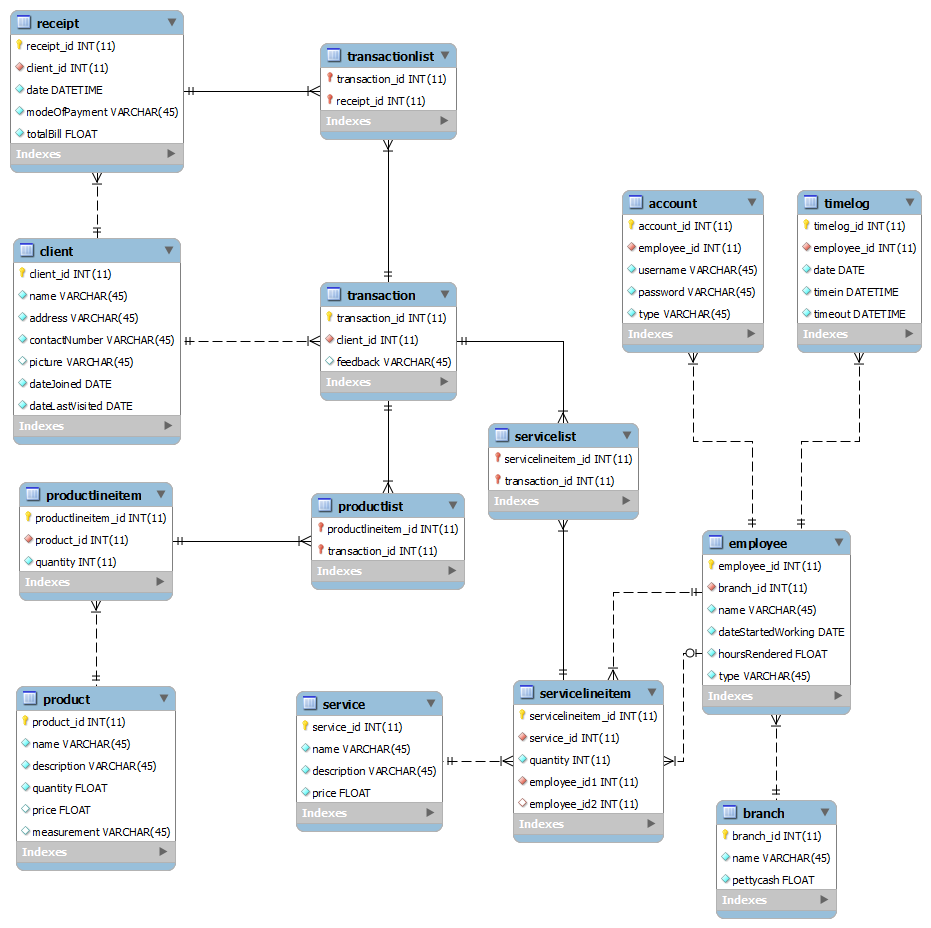 receipt
receipt_id INT(11)
client_id INT(11)
date DATETIME
modeOfPayment VARCHAR(45)
totalBill FLOAT
Indexes
transactionlist
transaction_id INT(11)
receipt_id INT(11)
Indexes
client
client_id INT(11)
name VARCHAR(45)
address VARCHAR(45)
contactNumber VARCHAR(45)
picture VARCHAR(45)
dateJoined DATE
dateLastVisited DATE
Indexes
transaction
transaction_id INT(11)
client_id INT(11)
feedback VARCHAR(45)
Indexes
account
account_id INT(11)
employee_id INT(11)
username VARCHAR(45)
password VARCHAR(45)
type VARCHAR(45)
Indexes
timelog
timelog_id INT(11)
employee_id INT(11)
date DATE
timein DATETIME
timeout DATETIME
Indexes
servicelist
servicelineitem_id INT(11)
transaction_id INT(11)
Indexes
productlineitem
productlineitem_id INT(11)
product_id INT(11)
quantity INT(11)
Indexes
productlist
productlineitem_id INT(11)
transaction_id INT(11)
Indexes
employee
employee_id INT(11)
branch_id INT(11)
name VARCHAR(45)
dateStartedWorking DATE
hoursRendered FLOAT
type VARCHAR(45)
Indexes
product
product_id INT(11)
name VARCHAR(45)
description VARCHAR(45)
quantity FLOAT
price FLOAT
measurement VARCHAR(45)
Indexes
service
service_id INT(11)
name VARCHAR(45)
description VARCHAR(45)
price FLOAT
Indexes
servicelineitem
servicelineitem_id INT(11)
service_id INT(11)
quantity INT(11)
employee_id1 INT(11)
employee_id2 INT(11)
Indexes
branch
branch_id INT(11)
name VARCHAR(45)
pettycash FLOAT
Indexes